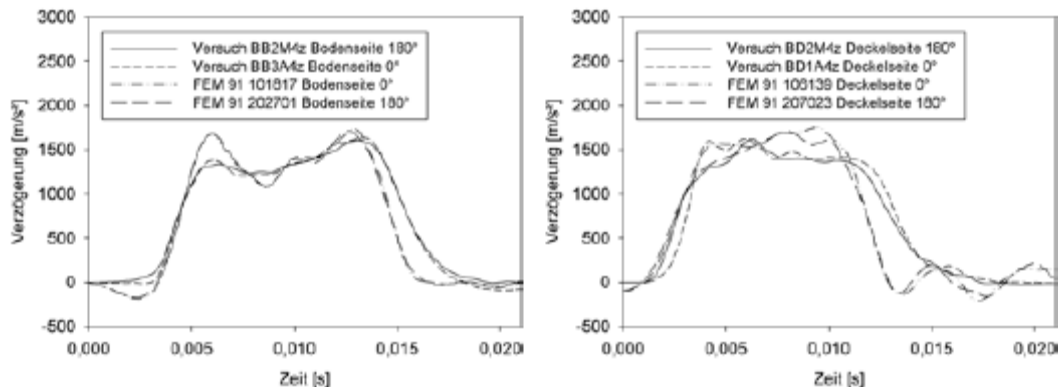 3000
2500
2000
1500
1000
500
0
-500
Verzögerung [m/s²]
Versuch BB2M4z Bodenseite 180°
Versuch BB3A4z Bodenseite 0°
FEM 91 101817 Bodenseite 0°
FEM 91 202701 Bodenseite 180°
0,000
0,005
0,010
0,015
0,020
Zeit [s]
3000
2500
2000
1500
1000
500
0
-500
Verzögerung [m/s²]
Versuch BD2M4z Deckelseite 180°
Versuch BD1A4z Deckelseite 0°
FEM 91 106139 Deckelseite 0°
FEM 91 207023 Deckelseite 180°
0,000
0,005
0,010
0,015
0,020
Zeit [s]